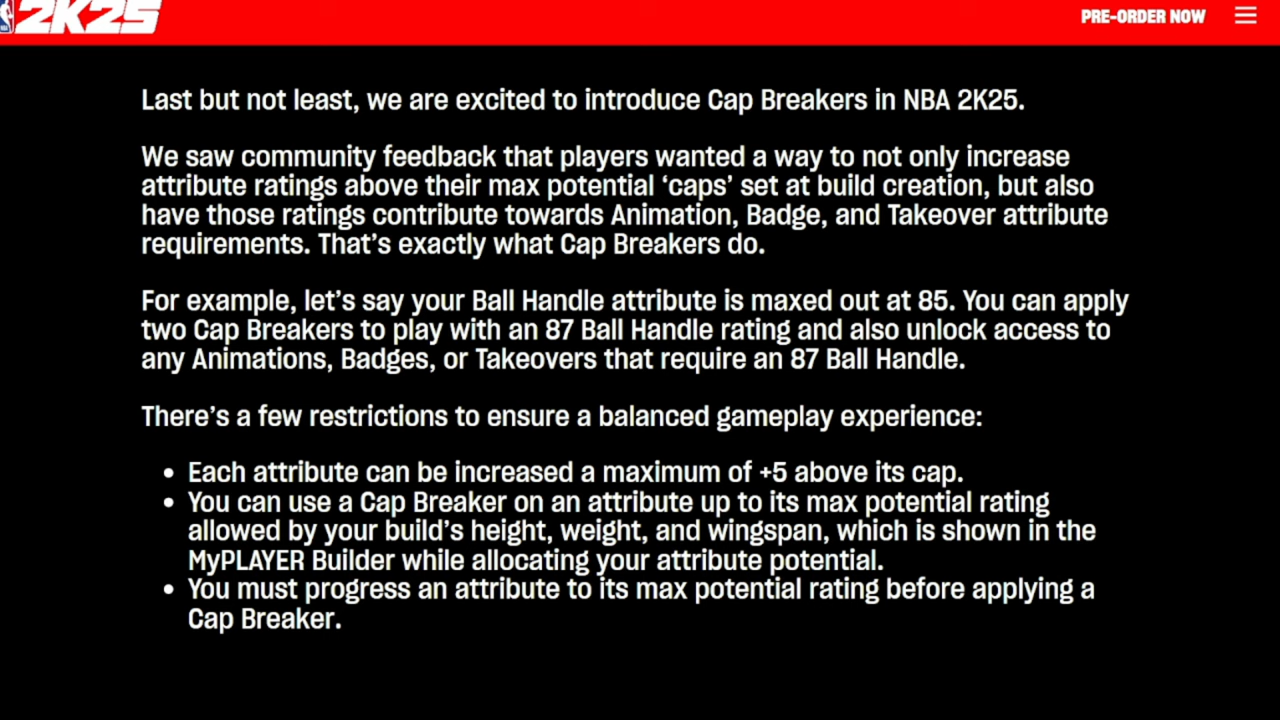 NBA 2K25
PRE-ORDER NOW
Last but not least, we are excited to introduce Cap Breakers in NBA 2K25.
We saw community feedback that players wanted a way to not only increase
attribute ratings above their max potential ‘caps’ set at build creation, but also
have those ratings contribute towards Animation, Badge, and Takeover attribute
requirements. That’s exactly what Cap Breakers do.
For example, let’s say your Ball Handle attribute is maxed out at 85. You can apply
two Cap Breakers to play with an 87 Ball Handle rating and also unlock access to
any Animations, Badges, or Takeovers that require an 87 Ball Handle.
There’s a few restrictions to ensure a balanced gameplay experience:
• Each attribute can be increased a maximum of +5 above its cap.
• You can use a Cap Breaker on an attribute up to its max potential rating
allowed by your build’s height, weight, and wingspan, which is shown in the
MyPLAYER Builder while allocating your attribute potential.
• You must progress an attribute to its max potential rating before applying a
Cap Breaker.